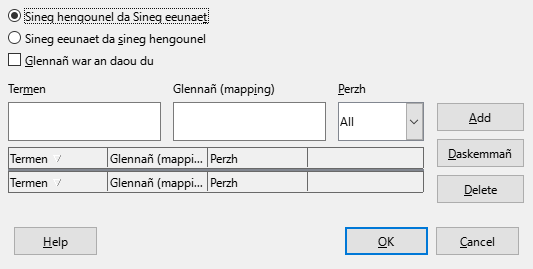 Sineg hengounel da Sineg eeunaet
Sineg eeunaet da sineg hengounel
Glennañ war an daou du
Termen Glennañ (mapping) Perzh
All
Add
Termen Glennañ (mappi... Perzh
Daskemmañ
Termen Glennañ (mappi... Perzh
Delete
Help OK Cancel